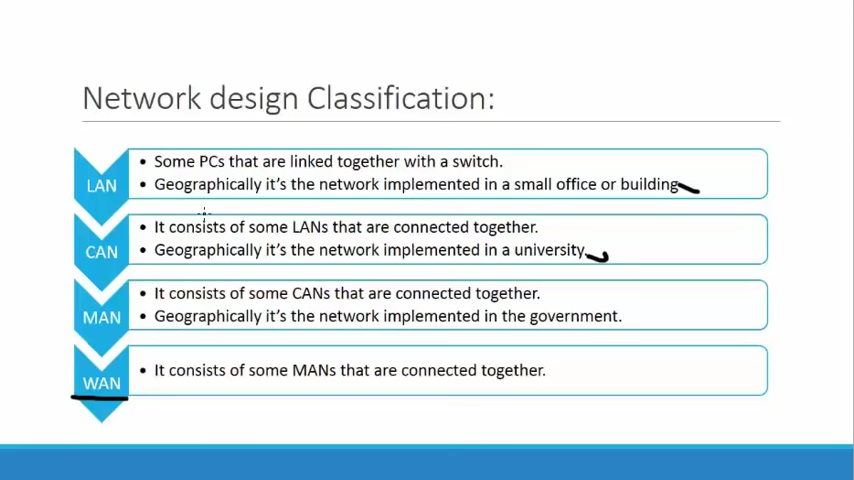 Network design Classification:
LAN
• Some PCs that are linked together with a switch.
• Geographically it's the network implemented in a small office or building
CAN
• It consists of some LANs that are connected together.
• Geographically it's the network implemented in a university.
MAN
• It consists of some CANs that are connected together.
• Geographically it's the network implemented in the government.
WAN
• It consists of some MANs that are connected together.